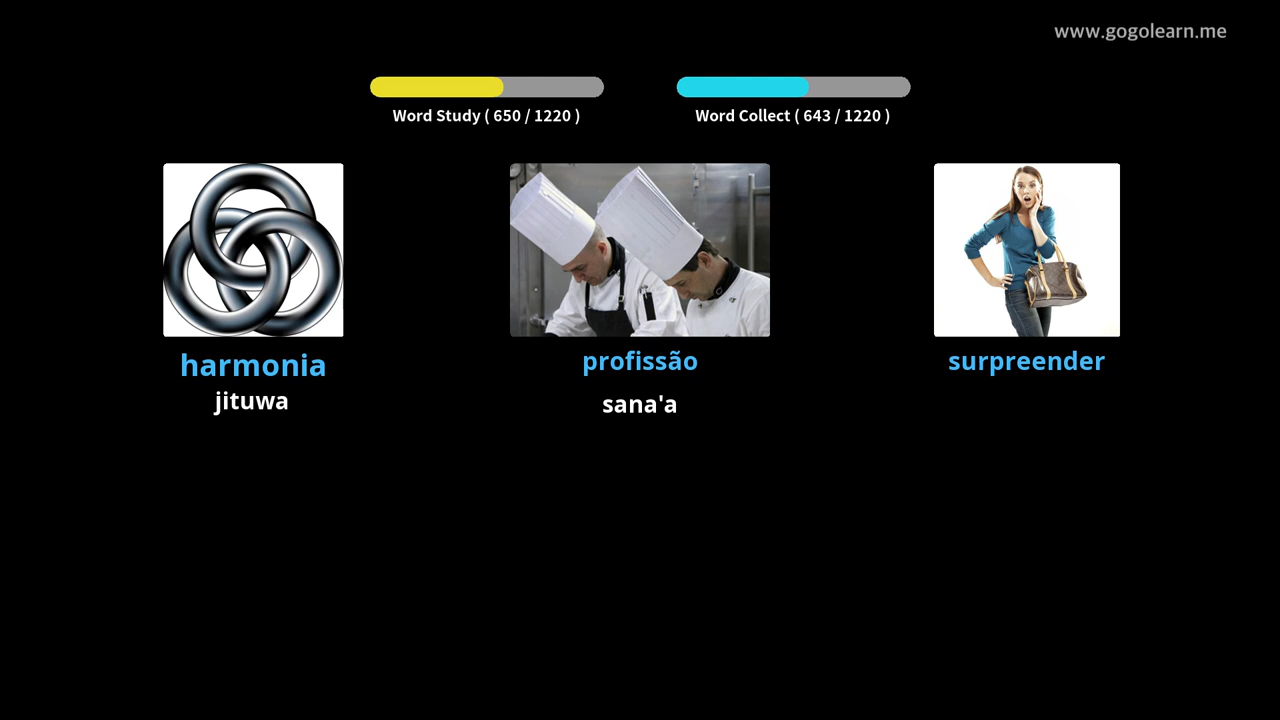 www.gogolearn.me
Word Study ( 650 / 1220 )
Word Collect ( 643 / 1220 )
harmonia
jituwa
profissão
sana'a
surpreender